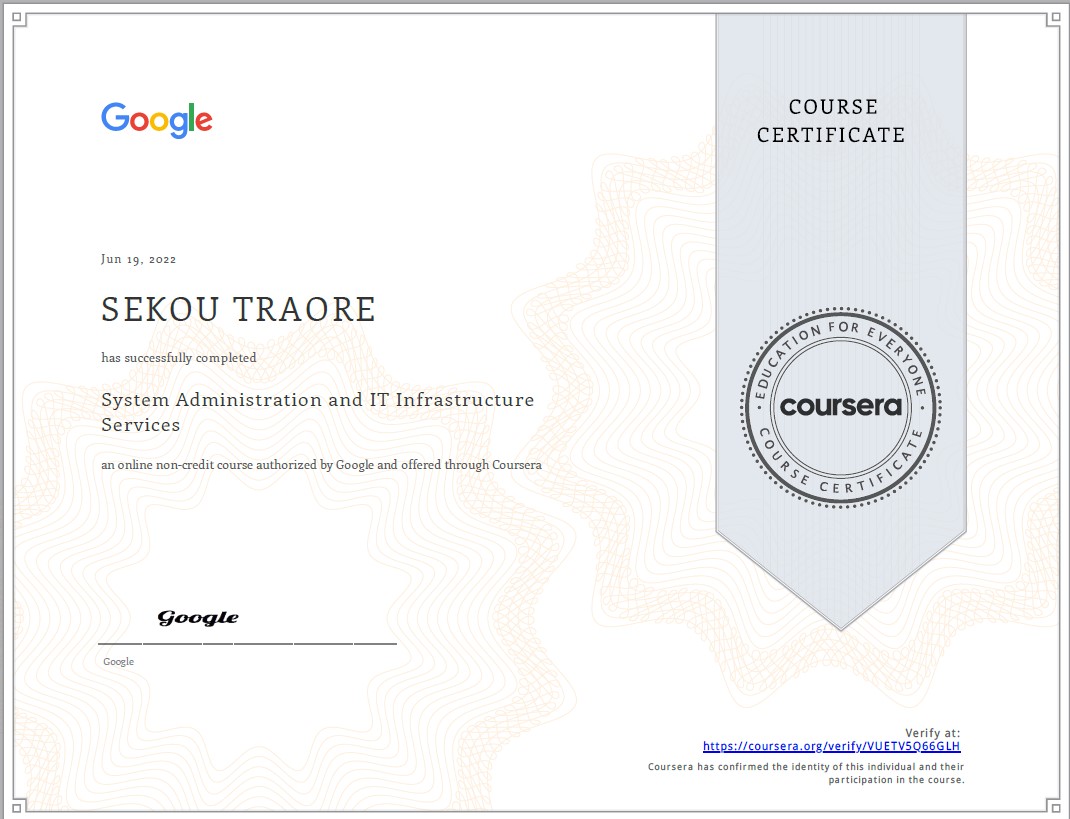 Google
COURSE
CERTIFICATE
Jun 19, 2022
SEKOU TRAORE
has successfully completed
System Administration and IT Infrastructure
Services
an online non-credit course authorized by Google and offered through Coursera
EDUCATION FOR EVERYONE
coursera
COURSE CERTIFICATE
Google
Google
Verify at:
https://coursera.org/verify/VUETV5Q66GLH
Coursera has confirmed the identity of this individual and their
participation in the course.